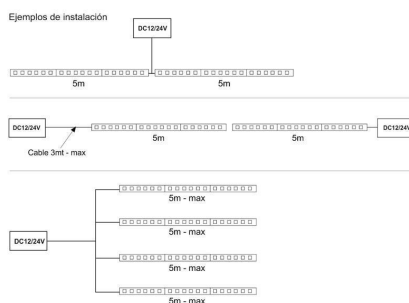 Ejemplos de instalación
DC12/24V
5m
5m
DC12/24V
DC12/24V
5m
5m
Cable 3mt - max
5m - max
5m - max
DC12/24V
5m - max
5m - max